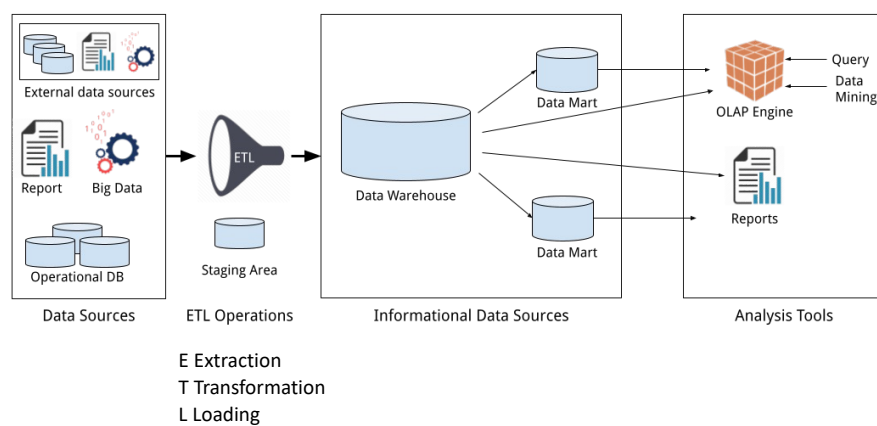 External data sources
Report
Big Data
Operational DB
Data Sources
ETL
Staging Area
ETL Operations
E Extraction
T Transformation
L Loading
Data Warehouse
Data Mart
Data Mart
Informational Data Sources
OLAP Engine
Query
Data
Mining
Reports
Analysis Tools